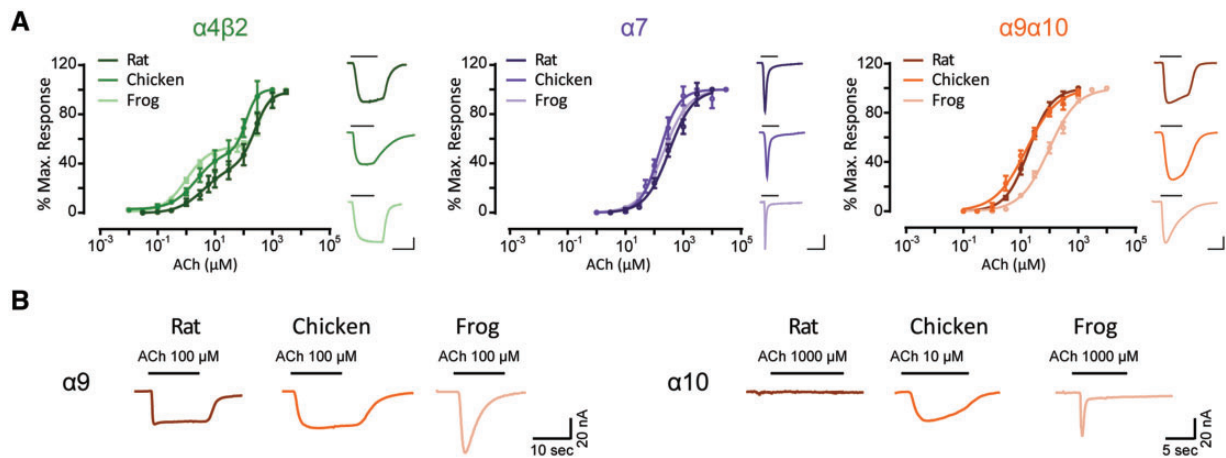 A
α4β2
Rat
Chicken
Frog
% Max. Response
120
80
40
0
10-3 10-1 101 103 105
ACh (µM)
α7
Rat
Chicken
Frog
% Max. Response
120
80
40
0
10-3 10-1 101 103 105
ACh (µM)
α9α10
Rat
Chicken
Frog
% Max. Response
120
80
40
0
10-3 10-1 101 103 105
ACh (µM)
B
α9
Rat Chicken Frog
ACh 100 µM ACh 100 µM ACh 100 µM
10 sec
20 nA
α10
Rat Chicken Frog
ACh 1000 µM ACh 10 µM ACh 1000 µM
5 sec
20 nA